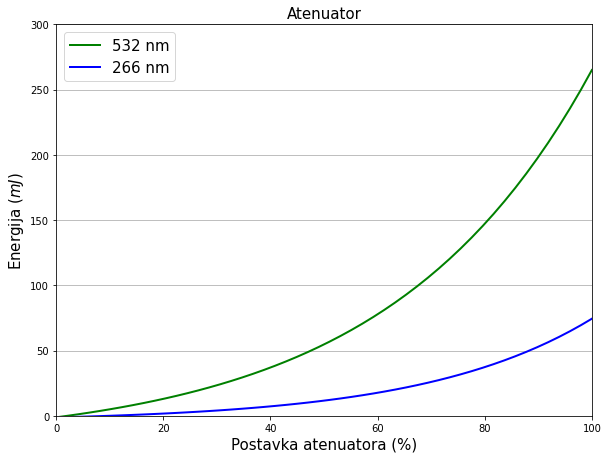 Atenuator
532 nm
266 nm
Energija (mJ)
300
250
200
150
100
50
0
0 20 40 60 80 100
Postavka atenuatora (%)